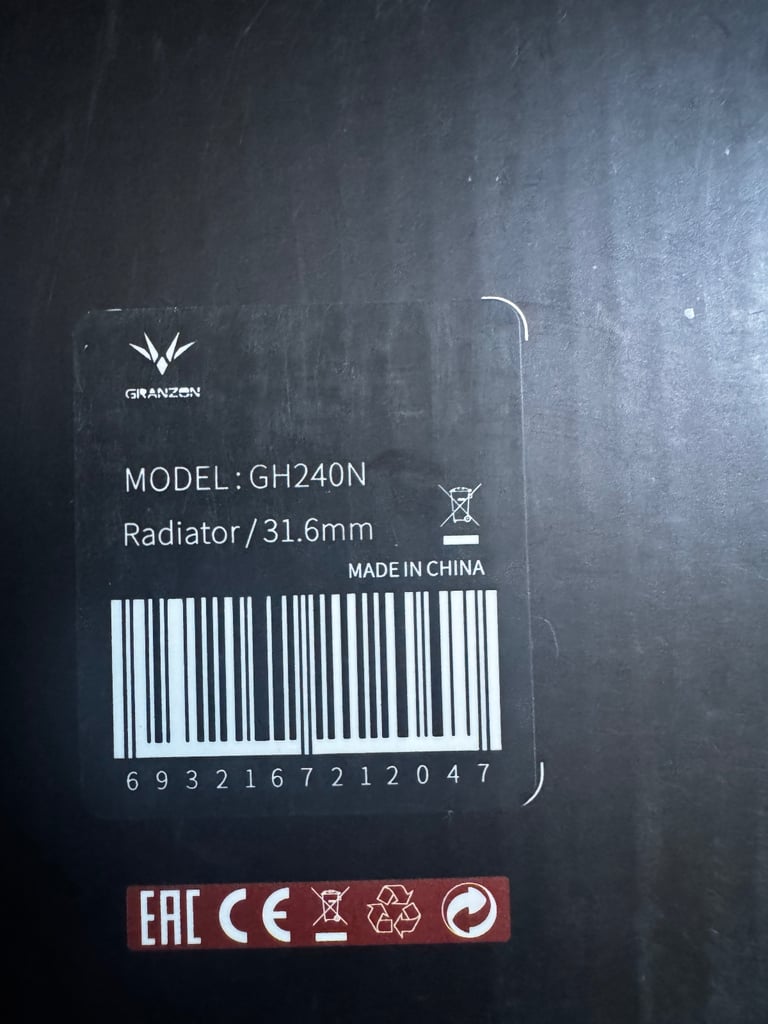 GRANZON
MODEL : GH240N
Radiator / 31.6mm
MADE IN CHINA
6 9 3 2 1 6 7 2 1 2 0 4 7
EAC CE